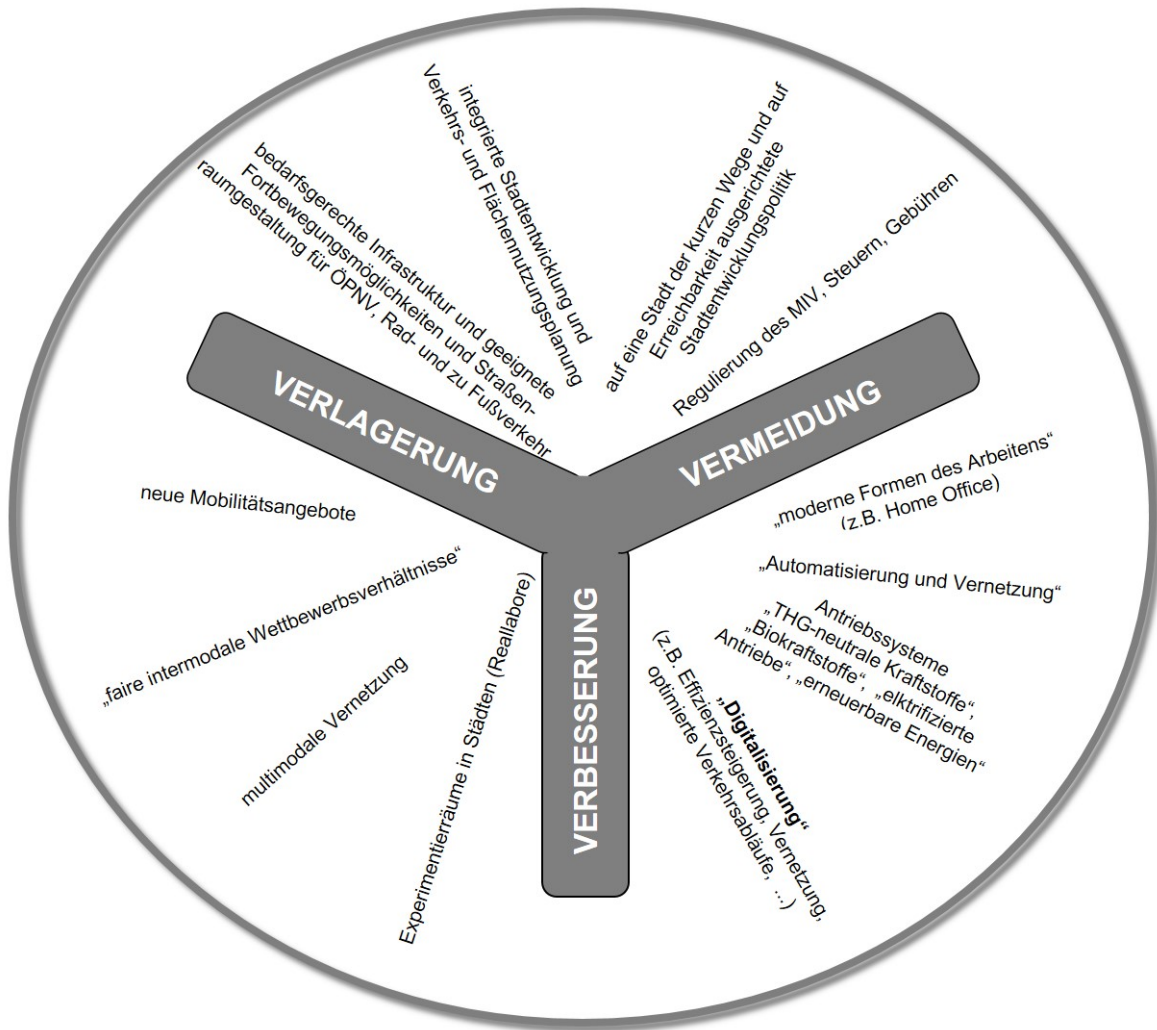 integrierte Stadtentwicklung und
Verkehrs- und Flächennutzungsplanung
bedarfsgerechte Infrastruktur und geeignete
Fortbewegungsmöglichkeiten und Straßen-
raumgestaltung für ÖPNV, Rad- und zu Fußverkehr
auf eine Stadt der kurzen Wege und auf
Erreichbarkeit ausgerichtete
Stadtentwicklungspolitik
Regulierung des MIV, Steuern, Gebühren
VERLAGERUNG
VERMEIDUNG
VERBESSERUNG
neue Mobilitätsangebote
„faire intermodale Wettbewerbsverhältnisse“
multimodale Vernetzung
Experimentierräume in Städten (Reallabore)
„moderne Formen des Arbeitens“
(z.B. Home Office)
„Automatisierung und Vernetzung“
Antriebssysteme
„THG-neutrale Kraftstoffe“,
„Biokraftstoffe“, „elktrifizierte
Antriebe“, „erneuerbare Energien“
„Digitalisierung“
(z.B. Effizienzsteigerung, Vernetzung,
optimierte Verkehrsabläufe, ...)